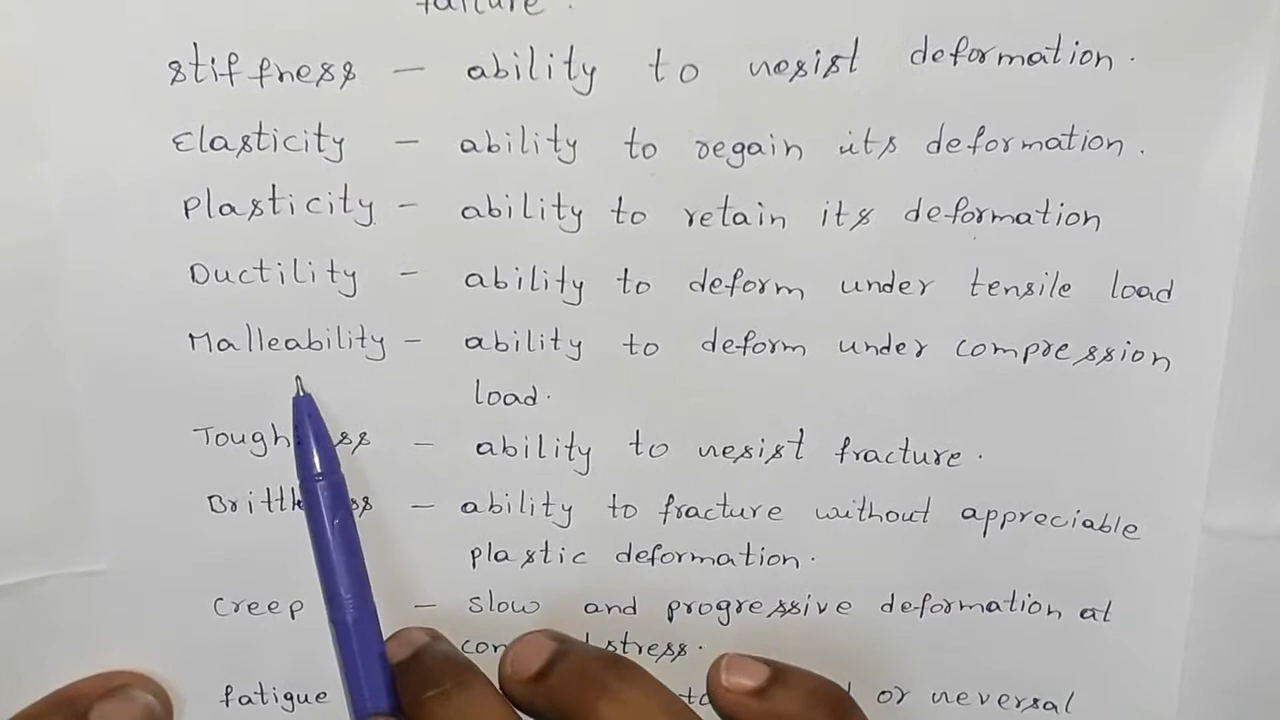 failure.
stiffness - ability to resist deformation.
Elasticity - ability to regain its deformation.
Plasticity - ability to retain its deformation
Ductility - ability to deform under tensile load
Malleability - ability to deform under compression
load.
- ability to resist fracture.
- ability to fracture without appreciable
plastic deformation.
Creep - slow and progressive deformation at
stress.
fatigue or reversal